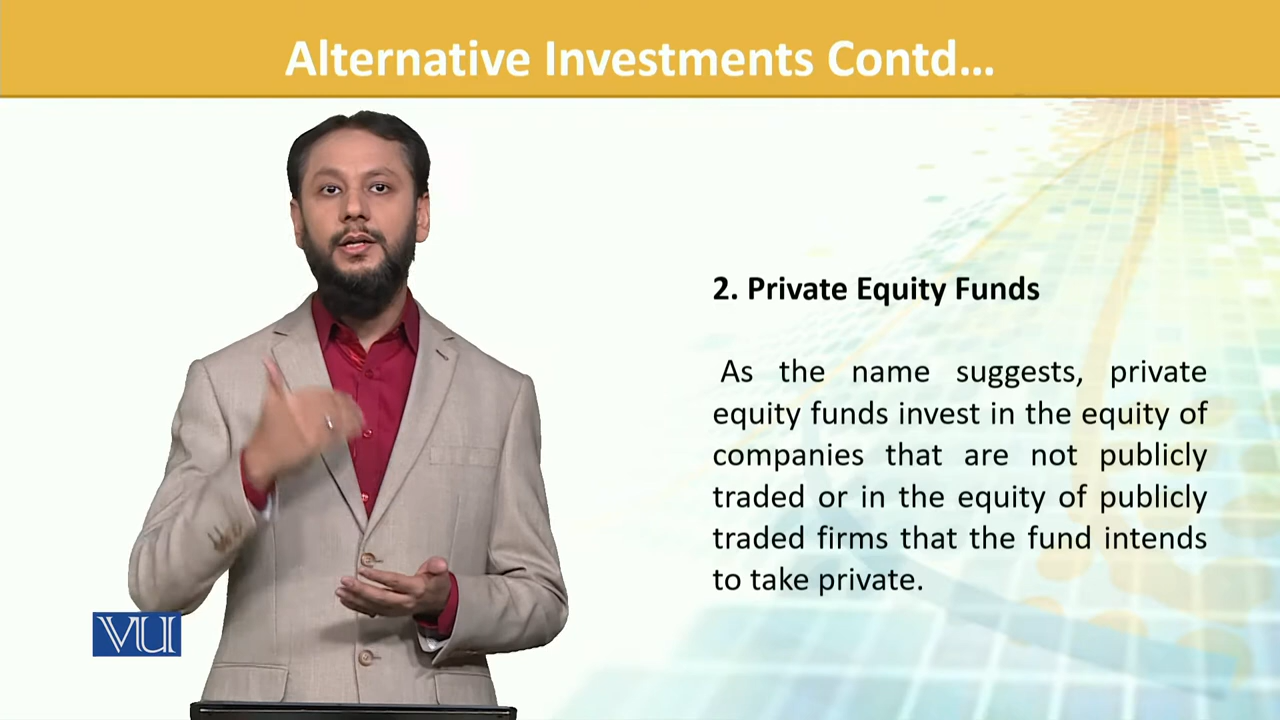 Alternative Investments Contd...
2. Private Equity Funds
As the name suggests, private
equity funds invest in the equity of
companies that are not publicly
traded or in the equity of publicly
traded firms that the fund intends
to take private.
VU